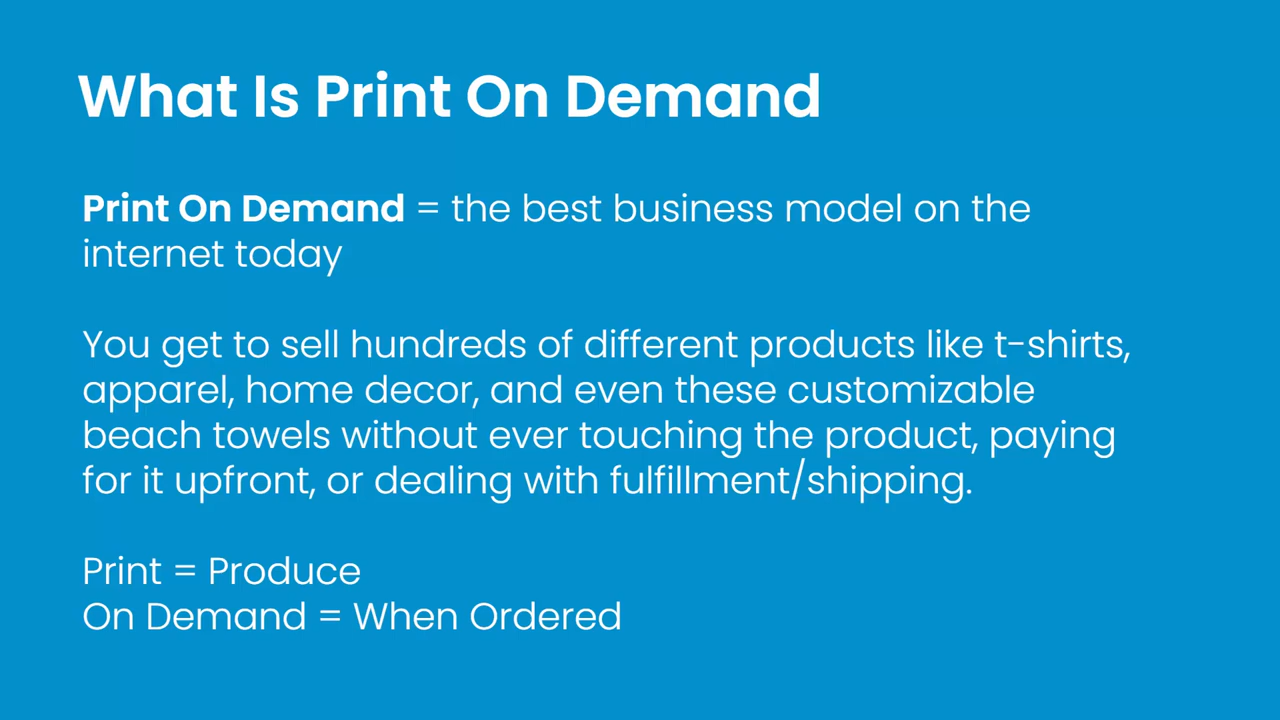 What Is Print On Demand
Print On Demand = the best business model on the
internet today
You get to sell hundreds of different products like t-shirts,
apparel, home decor, and even these customizable
beach towels without ever touching the product, paying
for it upfront, or dealing with fulfillment/shipping.
Print = Produce
On Demand = When Ordered